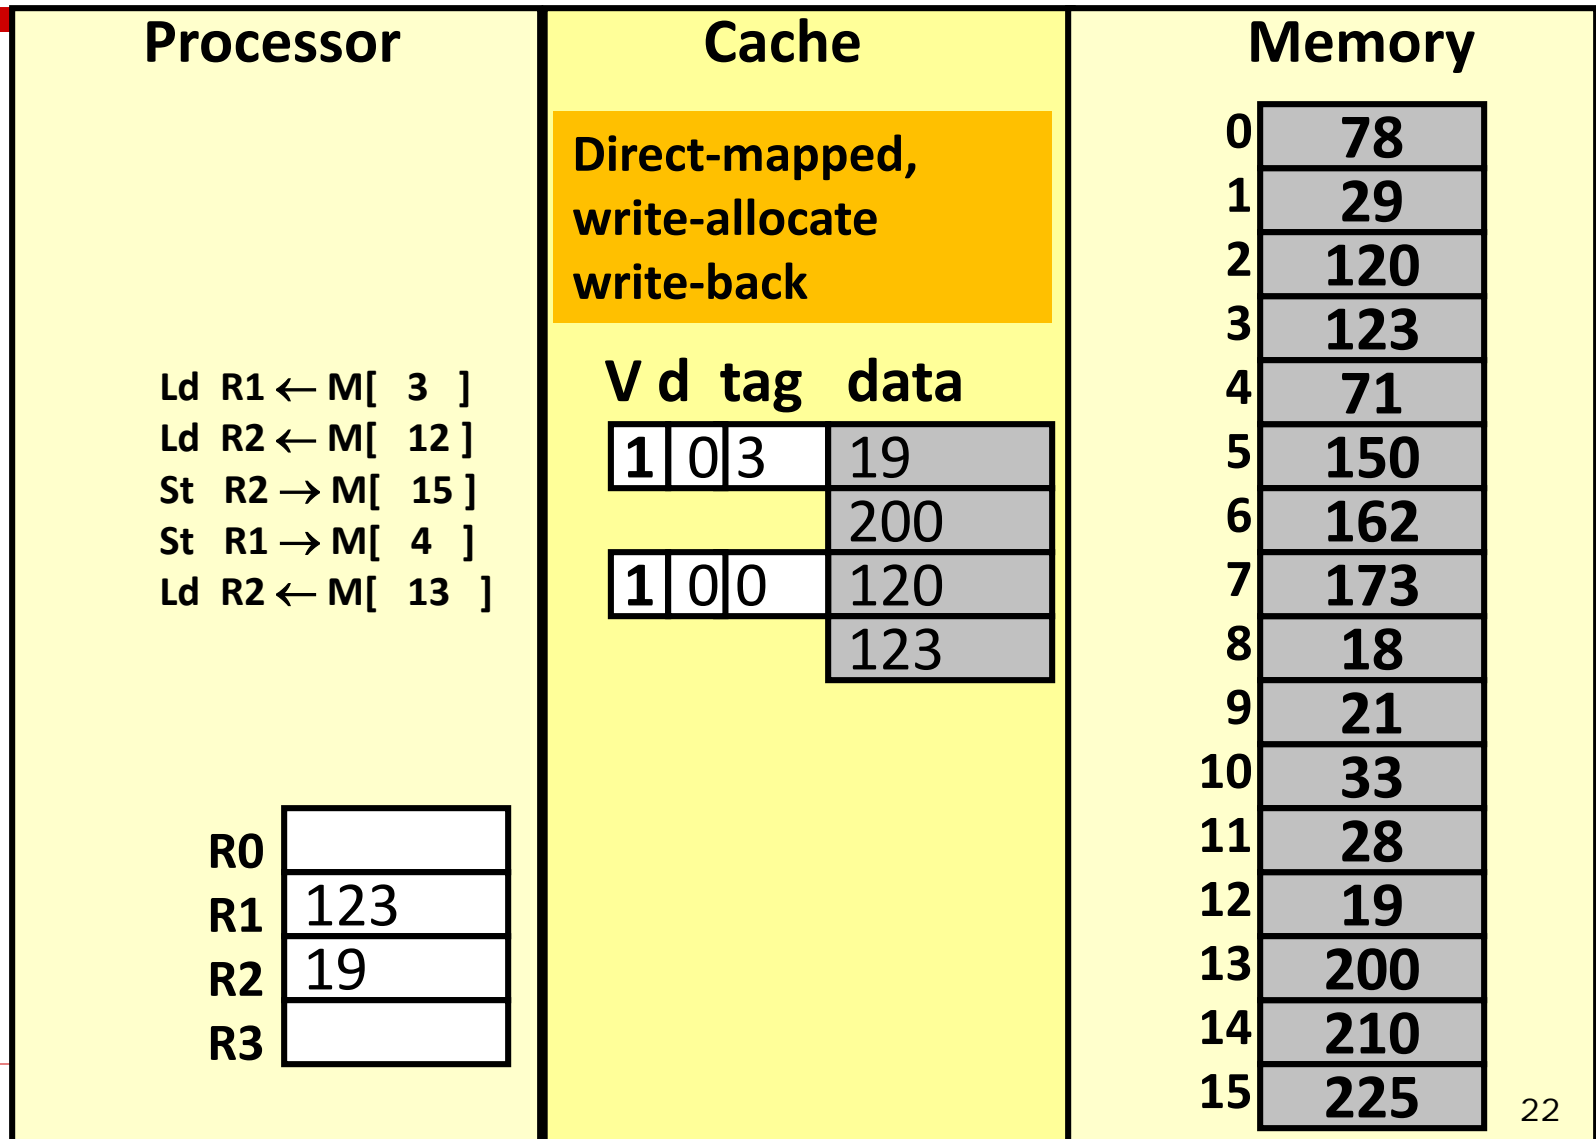 Processor
Cache
Memory
Direct-mapped,
write-allocate
write-back
Ld R1 ← M[ 3 ]
Ld R2 ← M[ 12 ]
St R2 → M[ 15 ]
St R1 → M[ 4 ]
Ld R2 ← M[ 13 ]
R0
R1 123
R2 19
R3
V d tag data
1 0 3 19
200
1 0 0 120
123
0 78
1 29
2 120
3 123
4 71
5 150
6 162
7 173
8 18
9 21
10 33
11 28
12 19
13 200
14 210
15 225
22